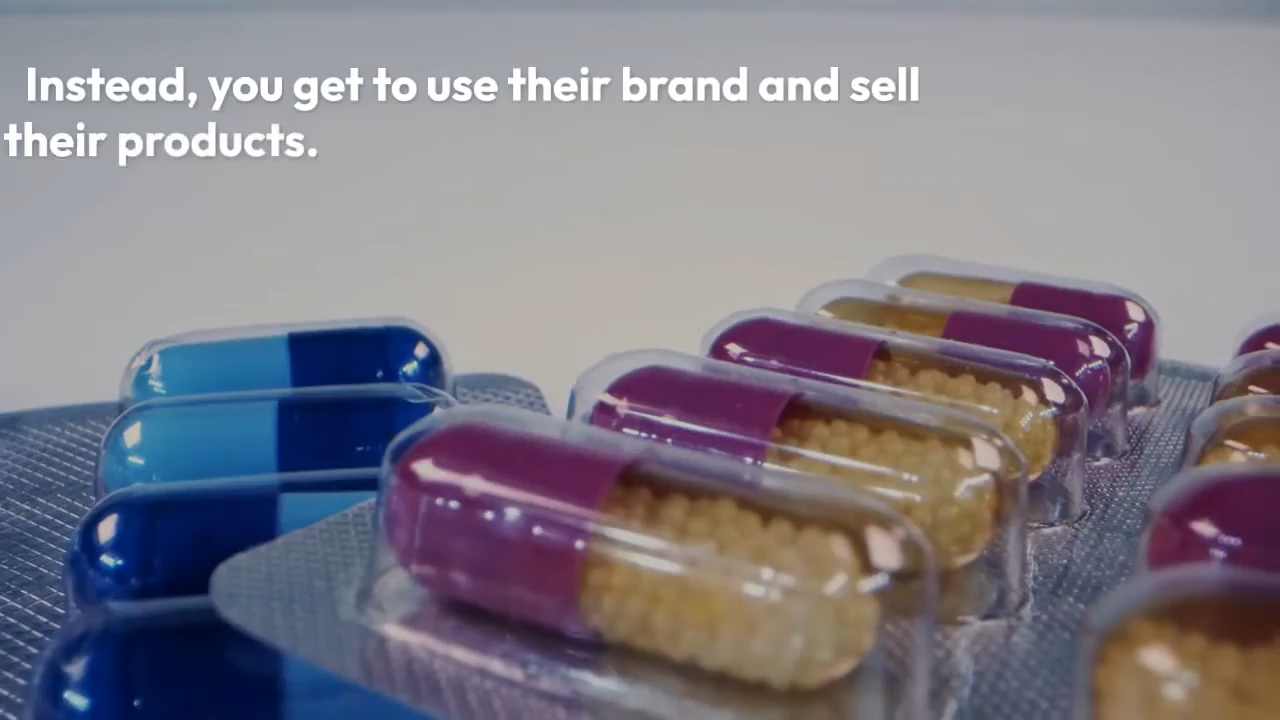 Instead, you get to use their brand and sell
their products.